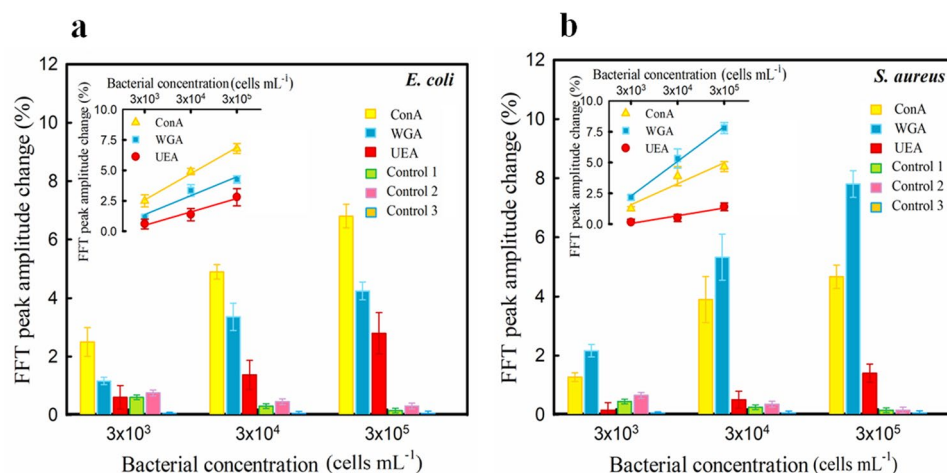 a
FFT peak amplitude change (%)
12
10
8
6
4
2
0
E. coli
Bacterial concentration (cells mL⁻¹)
3x10³ 3x10⁴ 3x10⁵
FFT peak amplitude change (%)
10.0
7.5
5.0
2.5
0.0
ConA
WGA
UEA
ConA
WGA
UEA
Control 1
Control 2
Control 3
3x10³ 3x10⁴ 3x10⁵
Bacterial concentration (cells mL⁻¹)
b
FFT peak amplitude change (%)
12
10
8
6
4
2
0
S. aureus
Bacterial concentration (cells mL⁻¹)
3x10³ 3x10⁴ 3x10⁵
FFT peak amplitude change (%)
10.0
7.5
5.0
2.5
0.0
ConA
WGA
UEA
ConA
WGA
UEA
Control 1
Control 2
Control 3
3x10³ 3x10⁴ 3x10⁵
Bacterial concentration (cells mL⁻¹)